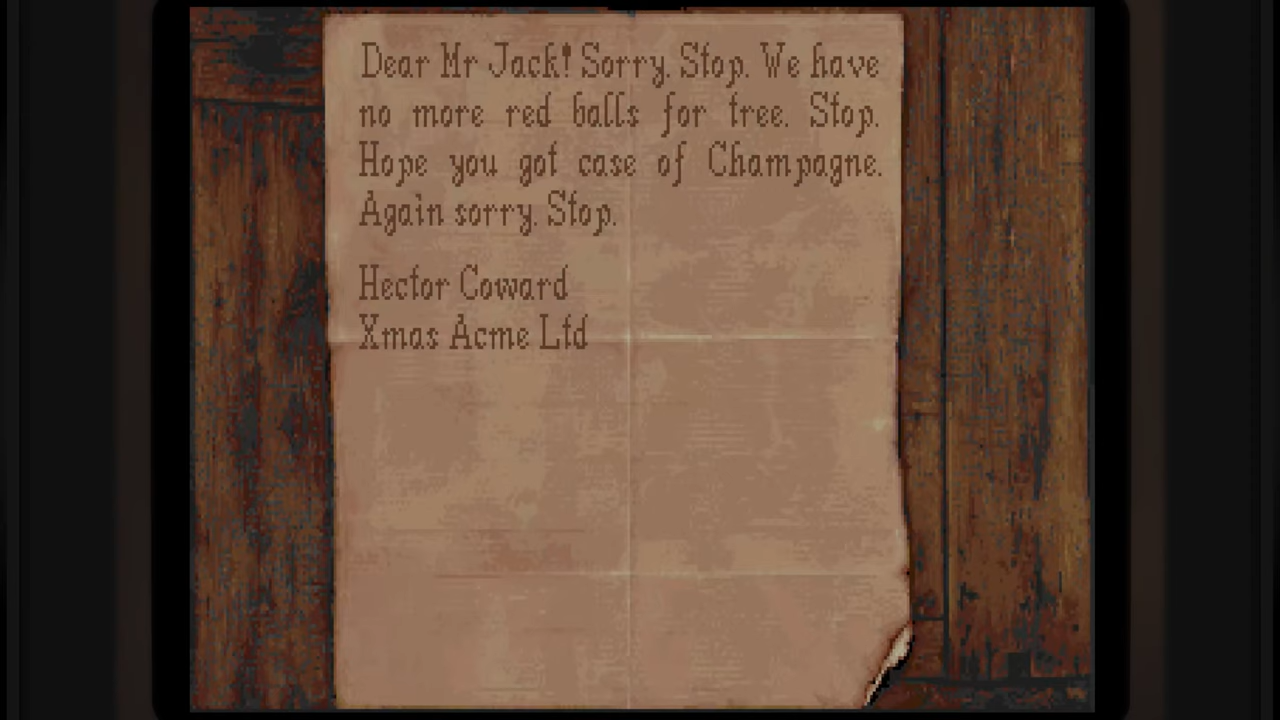 Dear Mr Jack! Sorry. Stop. We have
no more red balls for tree. Stop.
Hope you got case of Champagne.
Again sorry. Stop.
Hector Coward
Xmas Acme Ltd